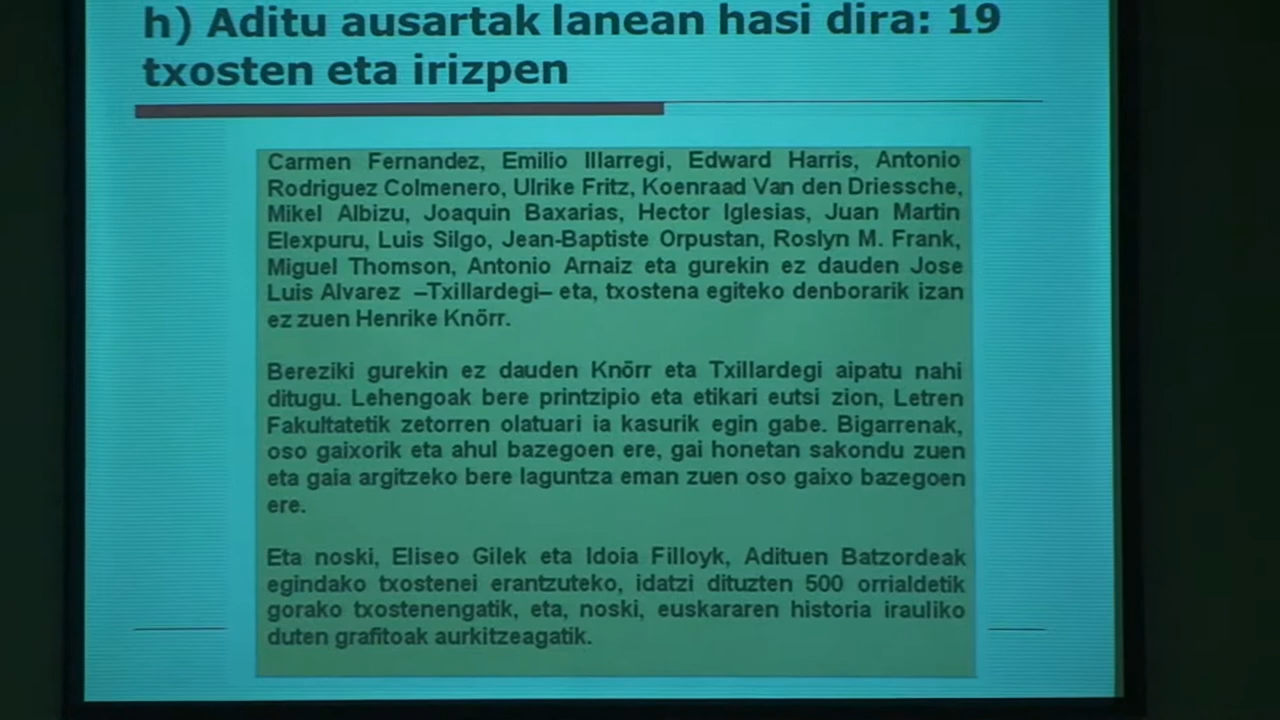 h) Aditu ausartak lanean hasi dira: 19
txosten eta irizpen
Carmen Fernandez, Emilio Illarregi, Edward Harris, Antonio
Rodriguez Colmenero, Ulrike Fritz, Koenraad Van den Driessche,
Mikel Albizu, Joaquin Baxarias, Hector Iglesias, Juan Martin
Elexpuru, Luis Silgo, Jean-Baptiste Orpustan, Roslyn M. Frank,
Miguel Thomson, Antonio Arnaiz eta gurekin ez dauden Jose
Luis Alvarez –Txillardegi– eta, txostena egiteko denborarik izan
ez zuen Henrike Knörr.
Bereziki gurekin ez dauden Knörr eta Txillardegi aipatu nahi
ditugu. Lehengoak bere printzipio eta etikari eutsi zion, Letren
Fakultatetik zetorren olatuari ia kasurik egin gabe. Bigarrenak,
oso gaixorik eta ahul bazegoen ere, gai honetan sakondu zuen
eta gaia argitzeko bere laguntza eman zuen oso gaixo bazegoen
ere.
Eta noski, Eliseo Gilek eta Idoia Filloyk, Adituen Batzordeak
egindako txostenei erantzuteko, idatzi dituzten 500 orrialdetik
gorako txostenengatik, eta, noski, euskararen historia irauliko
duten grafitoak aurkitzeagatik.